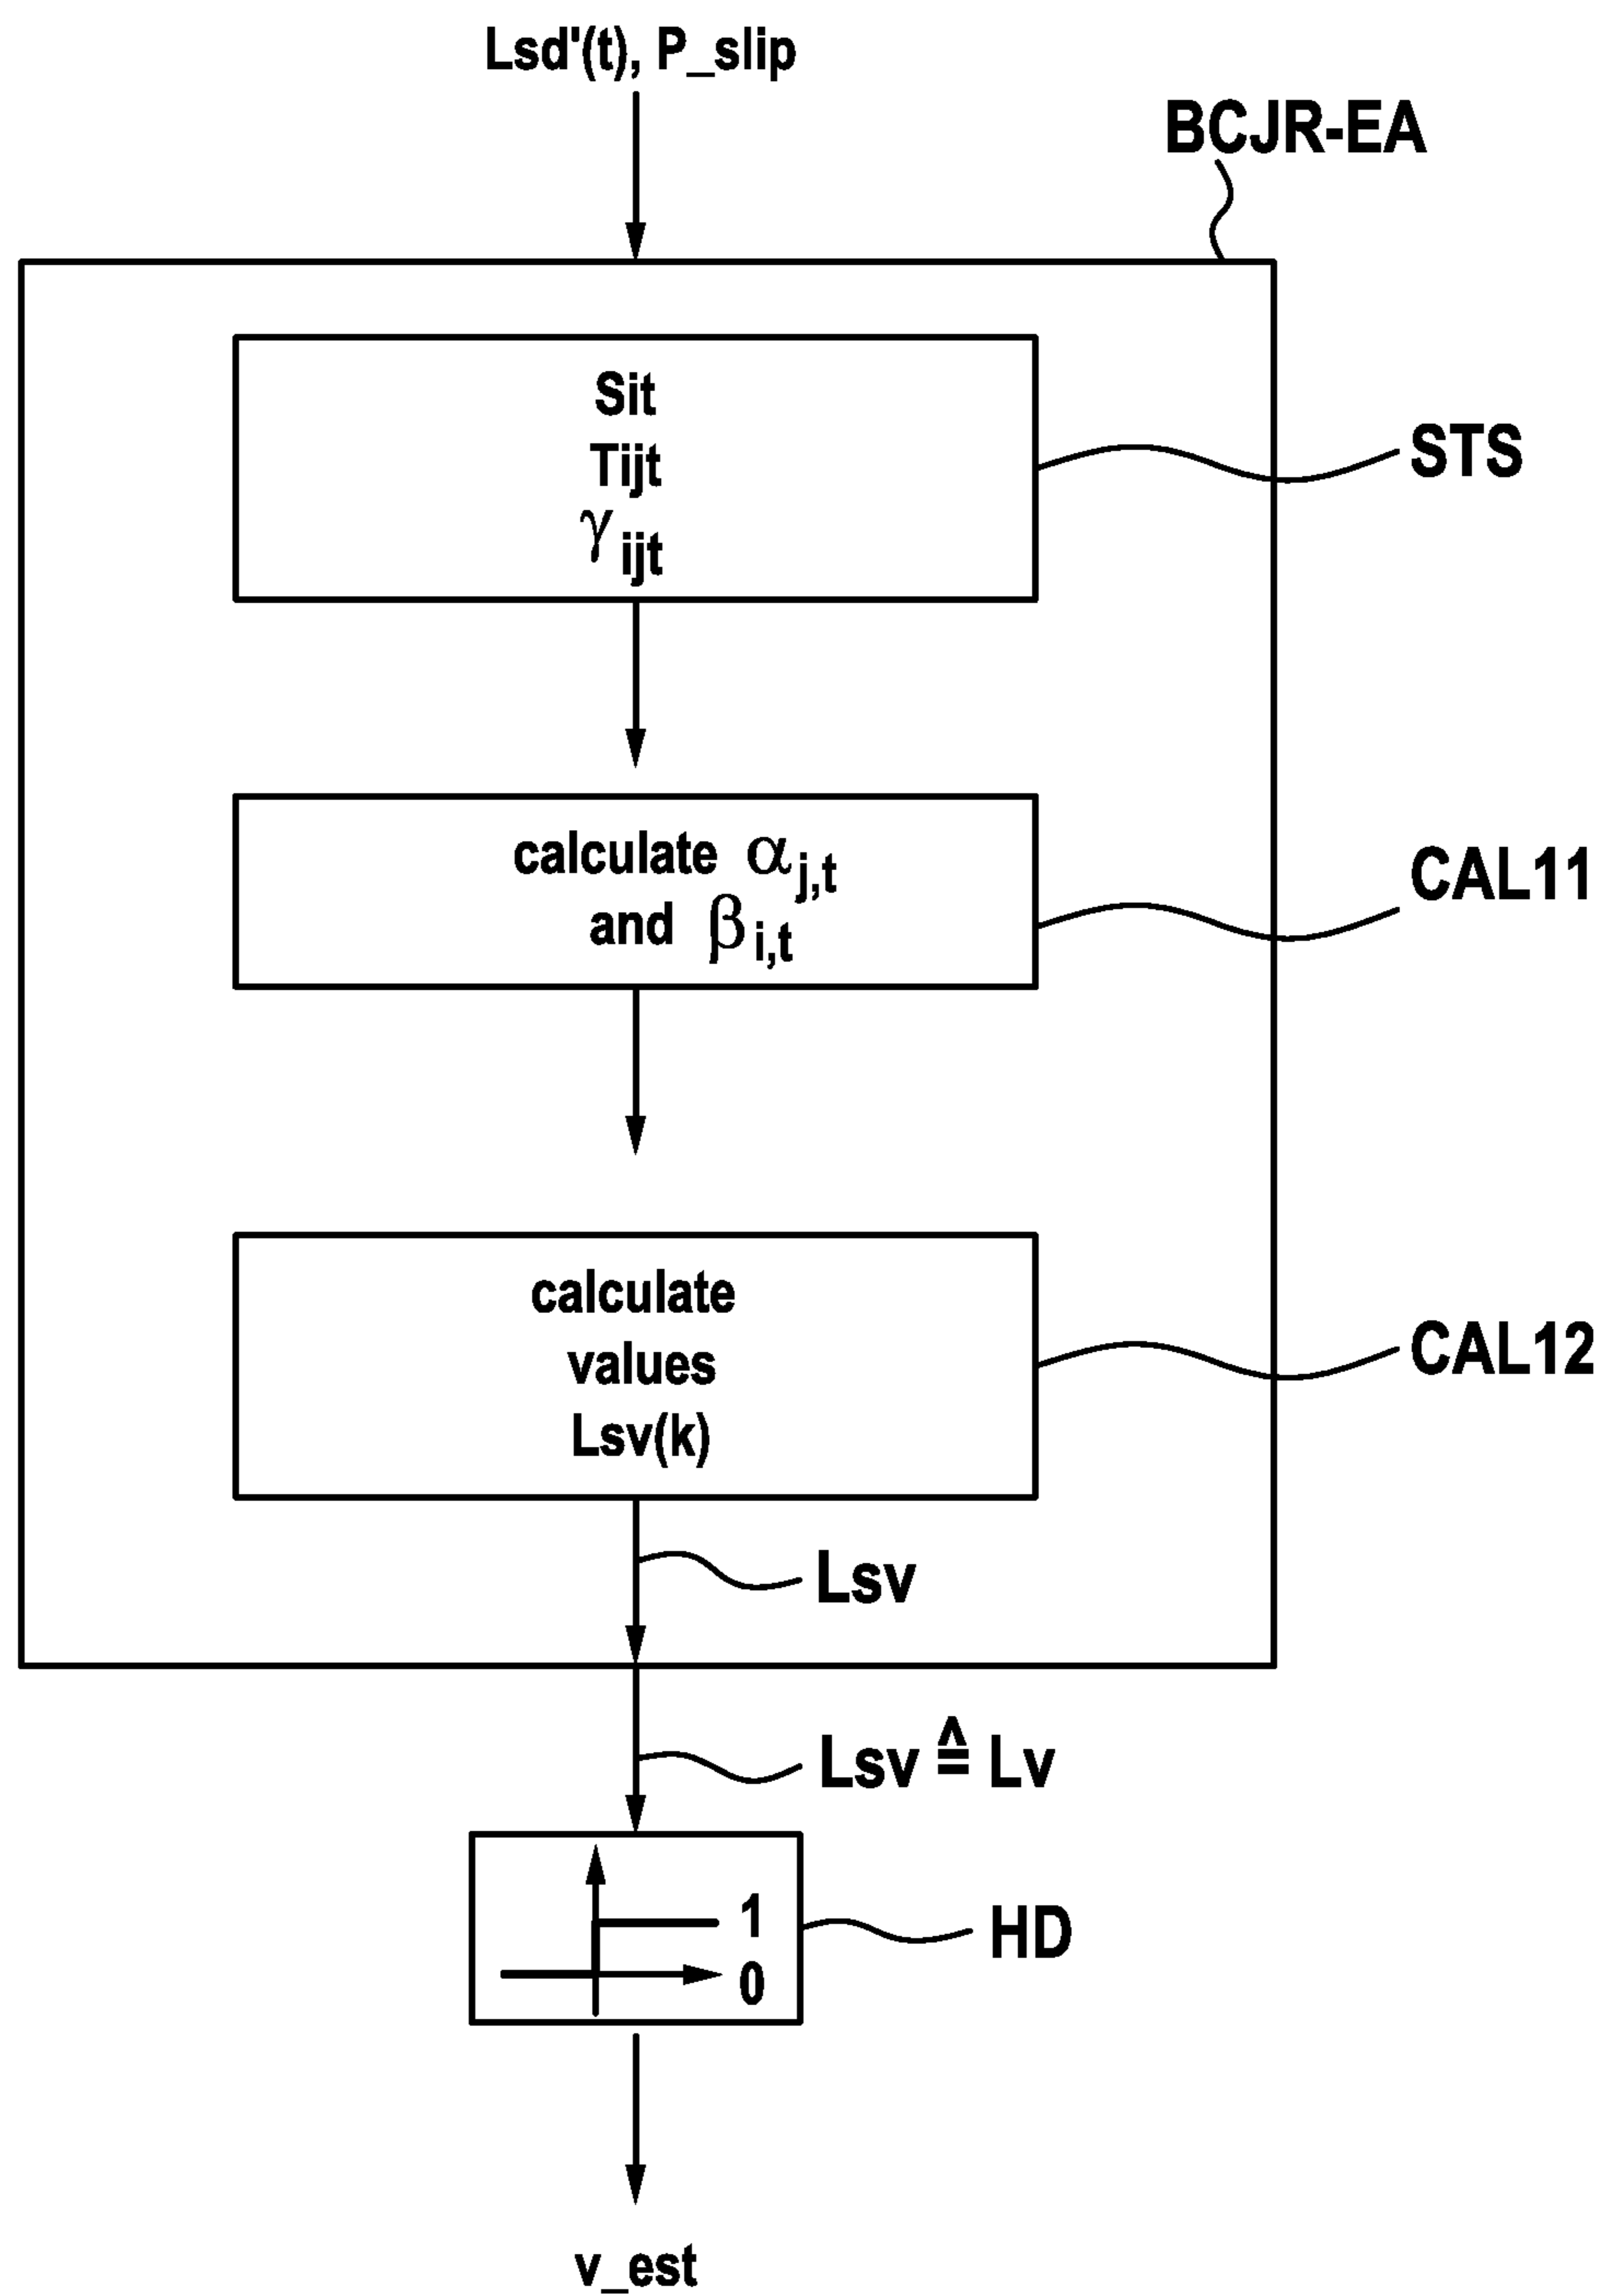 Lsd'(t), P_slip
BCJR-EA
Sit
Tijt
γijt
STS
calculate αj,t
and βi,t
CAL11
calculate
values
Lsv(k)
CAL12
Lsv
Lsv ≙ Lv
1
0
HD
v_est